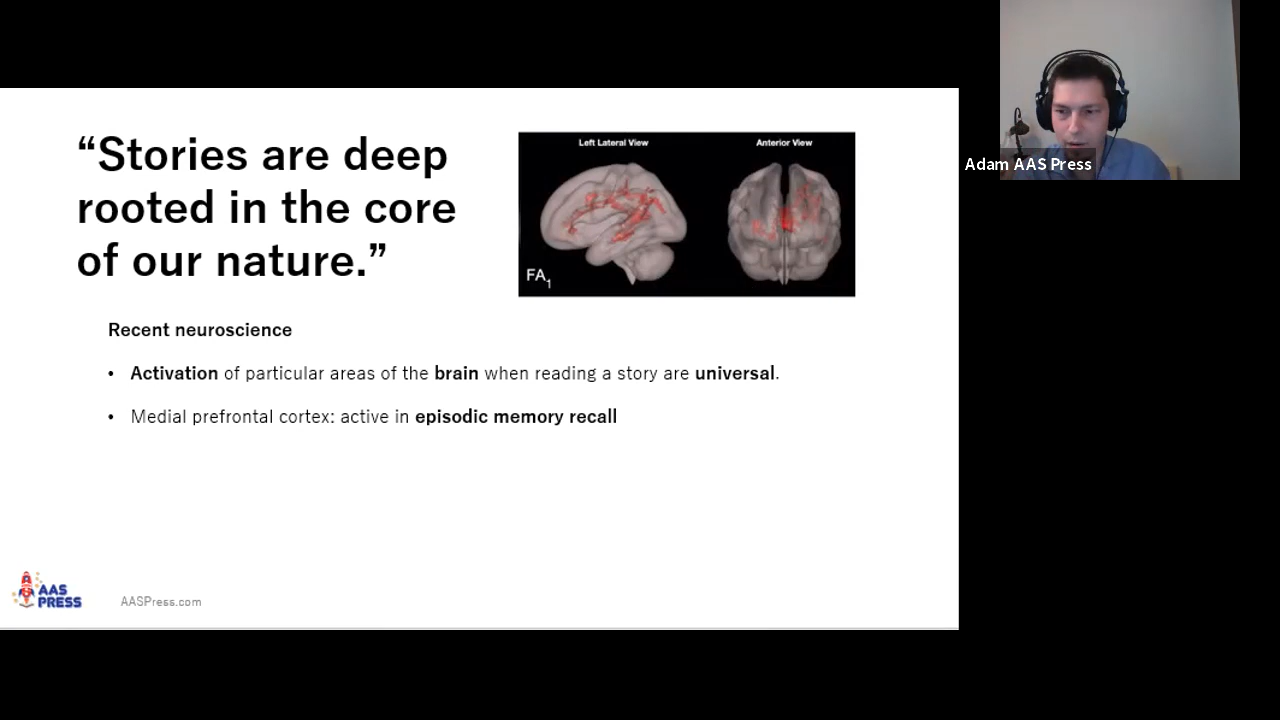 “Stories are deep
rooted in the core
of our nature.”
Left Lateral View
Anterior View
FA1
Recent neuroscience
• Activation of particular areas of the brain when reading a story are universal.
• Medial prefrontal cortex: active in episodic memory recall
AAS
PRESS
AASPress.com
Adam AAS Press